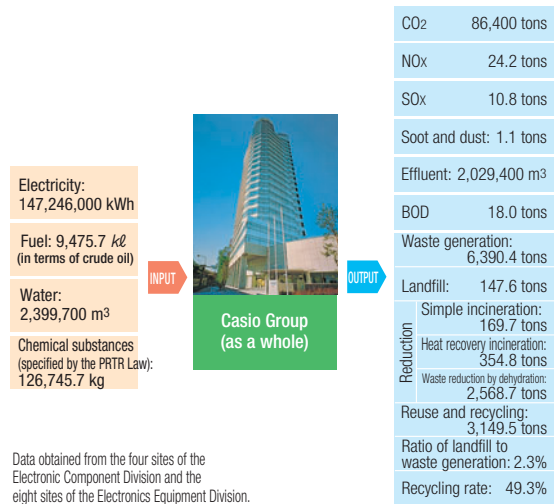 Electricity:
147,246,000 kWh
Fuel: 9,475.7 kℓ
(in terms of crude oil)
Water:
2,399,700 m3
Chemical substances
(specified by the PRTR Law):
126,745.7 kg
INPUT
Casio Group
(as a whole)
OUTPUT
CO2 86,400 tons
NOx 24.2 tons
SOx 10.8 tons
Soot and dust: 1.1 tons
Effluent: 2,029,400 m3
BOD 18.0 tons
Waste generation:
6,390.4 tons
Landfill: 147.6 tons
Reduction
Simple incineration:
169.7 tons
Heat recovery incineration:
354.8 tons
Waste reduction by dehydration:
2,568.7 tons
Reuse and recycling:
3,149.5 tons
Ratio of landfill to
waste generation: 2.3%
Recycling rate: 49.3%
Data obtained from the four sites of the
Electronic Component Division and the
eight sites of the Electronics Equipment Division.